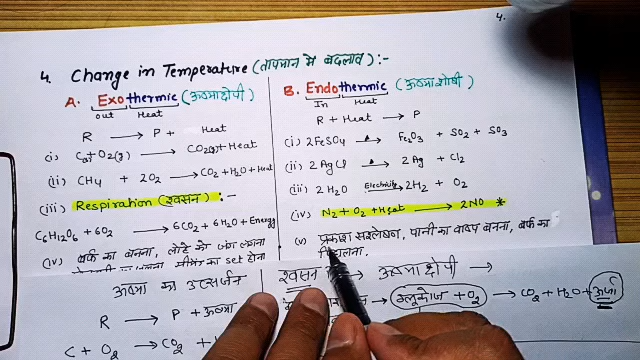 4.
4. Change in Temperature (तापमान में बदलाव) :-
A. Exothermic (ऊष्माक्षेपी)
out Heat
R → P + Heat
(i) C+O2(g) → CO2(g)+Heat
(ii) CH4 + 2O2 → CO2+H2O+Heat
(iii) Respiration (श्वसन) :-
C6H12O6 + 6O2 → 6CO2 + 6H2O+Energy
(iv) बर्फ का बनना, लोहे को जंग लगना
का set होना
B. Endothermic (ऊष्माशोषी)
In Heat
R + Heat → P
(i) 2FeSO4 → Fe2O3 + SO2 + SO3
(ii) 2AgCl → 2Ag + Cl2
(iii) 2H2O Electricity → 2H2 + O2
(iv) N2 + O2 + Heat → 2NO *
(v) प्रकाश संश्लेषण, पानी का वाष्प बनना, बर्फ का
पिघलना.
ऊष्मा का उत्सर्जन
R → P + ऊष्मा
C + O2 → CO2 +
श्वसन → ऊष्माक्षेपी →
ग्लूकोज + O2 → CO2 + H2O + ऊर्जा